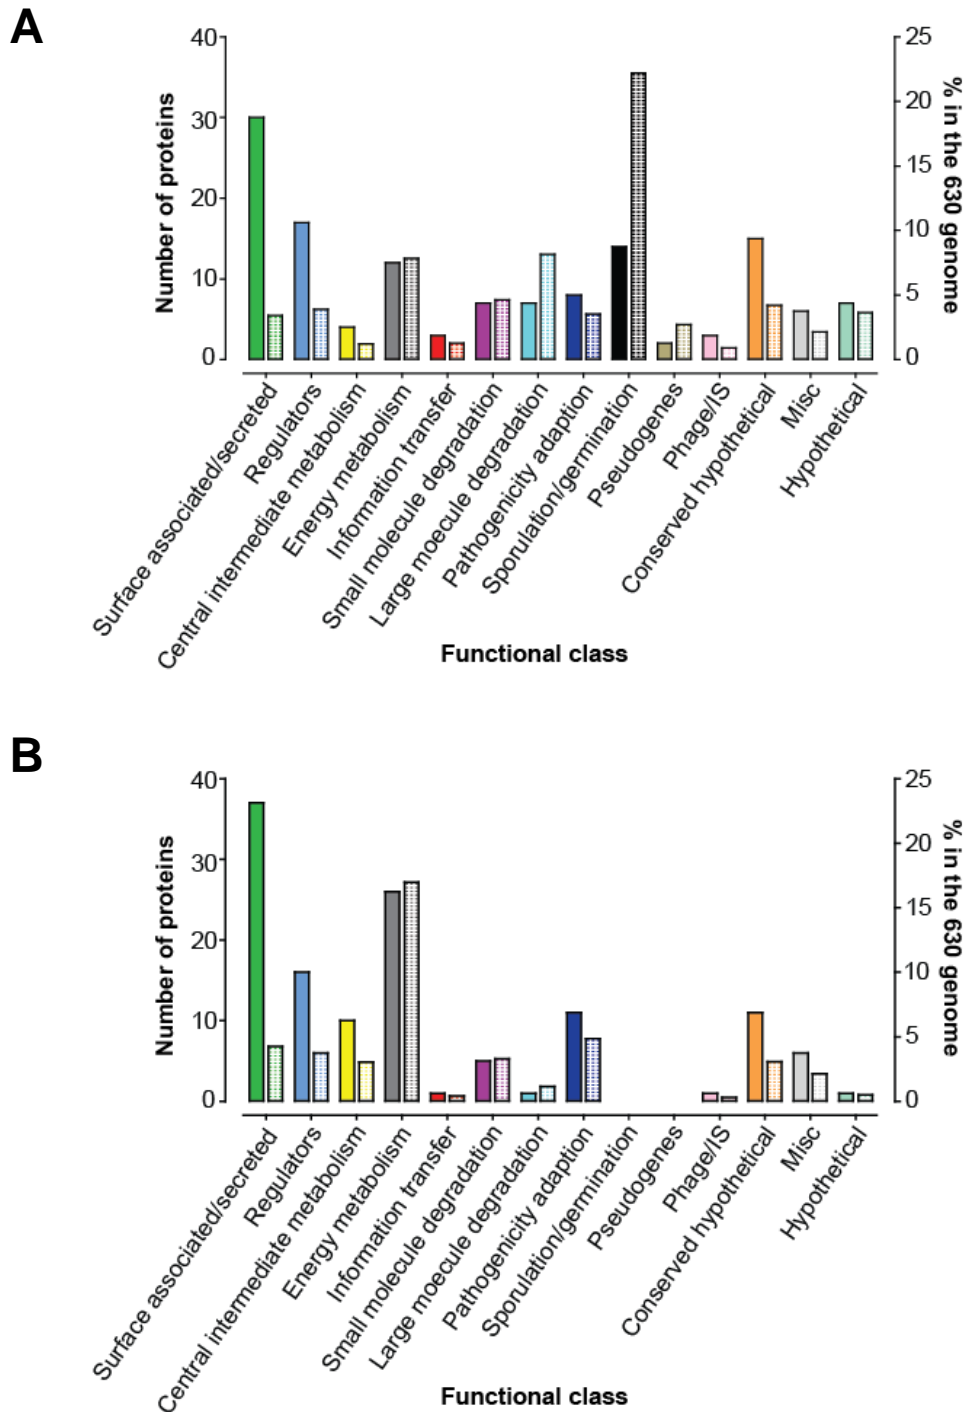 A
40
30
20
10
0
Number of proteins
25
20
15
10
5
0
% in the 630 genome
Surface associated/secreted
Regulators
Central intermediate metabolism
Energy metabolism
Information transfer
Small molecule degradation
Large moecule degradation
Pathogenicity adaption
Sporulation/germination
Pseudogenes
Phage/IS
Conserved hypothetical
Misc
Hypothetical
Functional class
B
40
30
20
10
0
Number of proteins
25
20
15
10
5
0
% in the 630 genome
Surface associated/secreted
Regulators
Central intermediate metabolism
Energy metabolism
Information transfer
Small molecule degradation
Large moecule degradation
Pathogenicity adaption
Sporulation/germination
Pseudogenes
Phage/IS
Conserved hypothetical
Misc
Hypothetical
Functional class